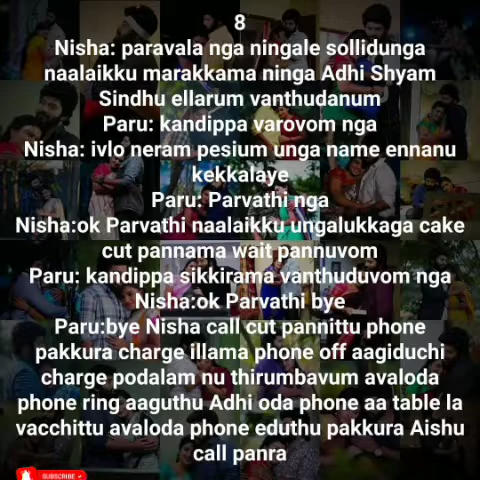 8
Nisha: paravala nga ningale sollidunga
naalaikku marakkama ninga Adhi Shyam
Sindhu ellarum vanthudanum
Paru: kandippa varovom nga
Nisha: ivlo neram pesium unga name ennanu
kekkalaye
Paru: Parvathi nga
Nisha:ok Parvathi naalaikku ungalukkaga cake
cut pannama wait pannuvom
Paru: kandippa sikkirama vanthuduvom nga
Nisha:ok Parvathi bye
Paru:bye Nisha call cut pannittu phone
pakkura charge illama phone off aagiduchi
charge podalam nu thirumbavum avaloda
phone ring aaguthu Adhi oda phone aa table la
vacchittu avaloda phone eduthu pakkura Aishu
call panra
SUBSCRIBE